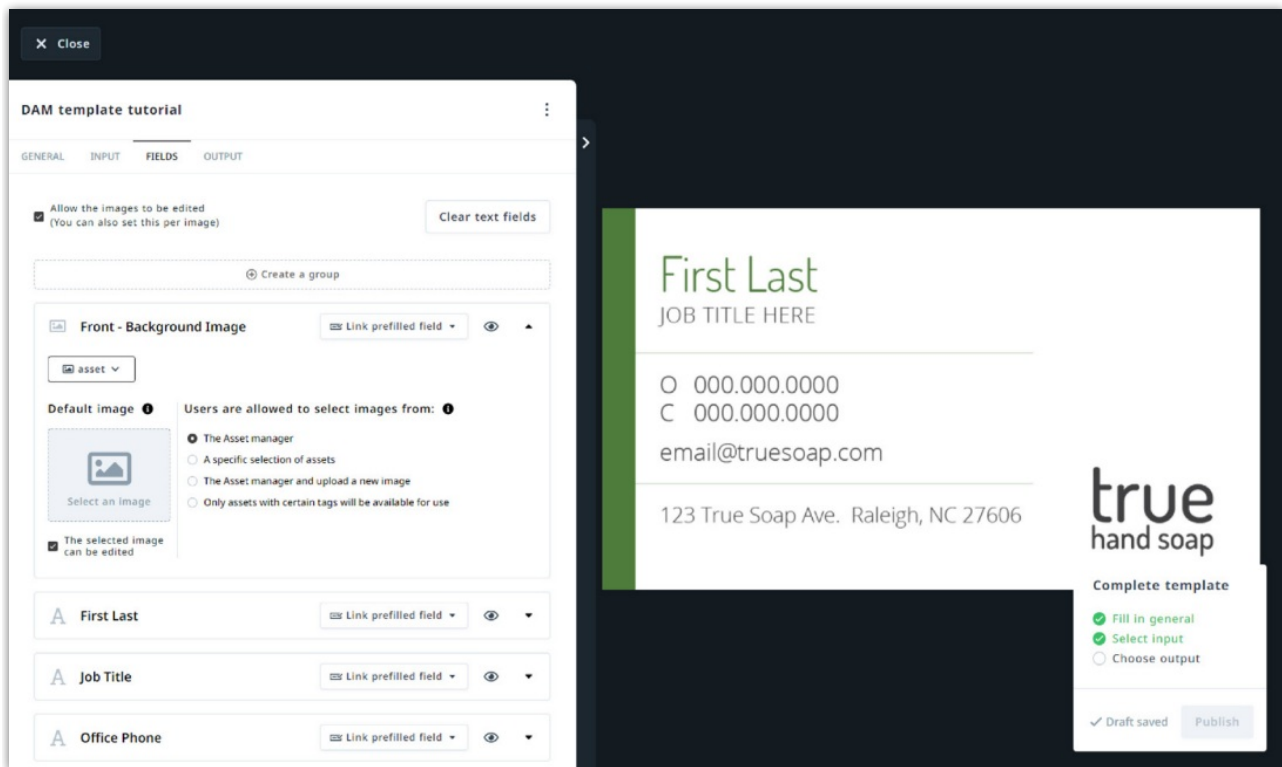 Close
DAM template tutorial
GENERAL INPUT FIELDS OUTPUT
Allow the images to be edited
(You can also set this per image)
Clear text fields
Create a group
Front - Background Image
Link prefilled field
asset
Default image
Users are allowed to select images from:
The Asset manager
A specific selection of assets
The Asset manager and upload a new image
Only assets with certain tags will be available for use
Select an image
The selected image
can be edited
A First Last
Link prefilled field
A Job Title
Link prefilled field
A Office Phone
Link prefilled field
First Last
JOB TITLE HERE
O 000.000.0000
C 000.000.0000
email@truesoap.com
123 True Soap Ave. Raleigh, NC 27606
true
hand soap
Complete template
Fill in general
Select input
Choose output
Draft saved
Publish